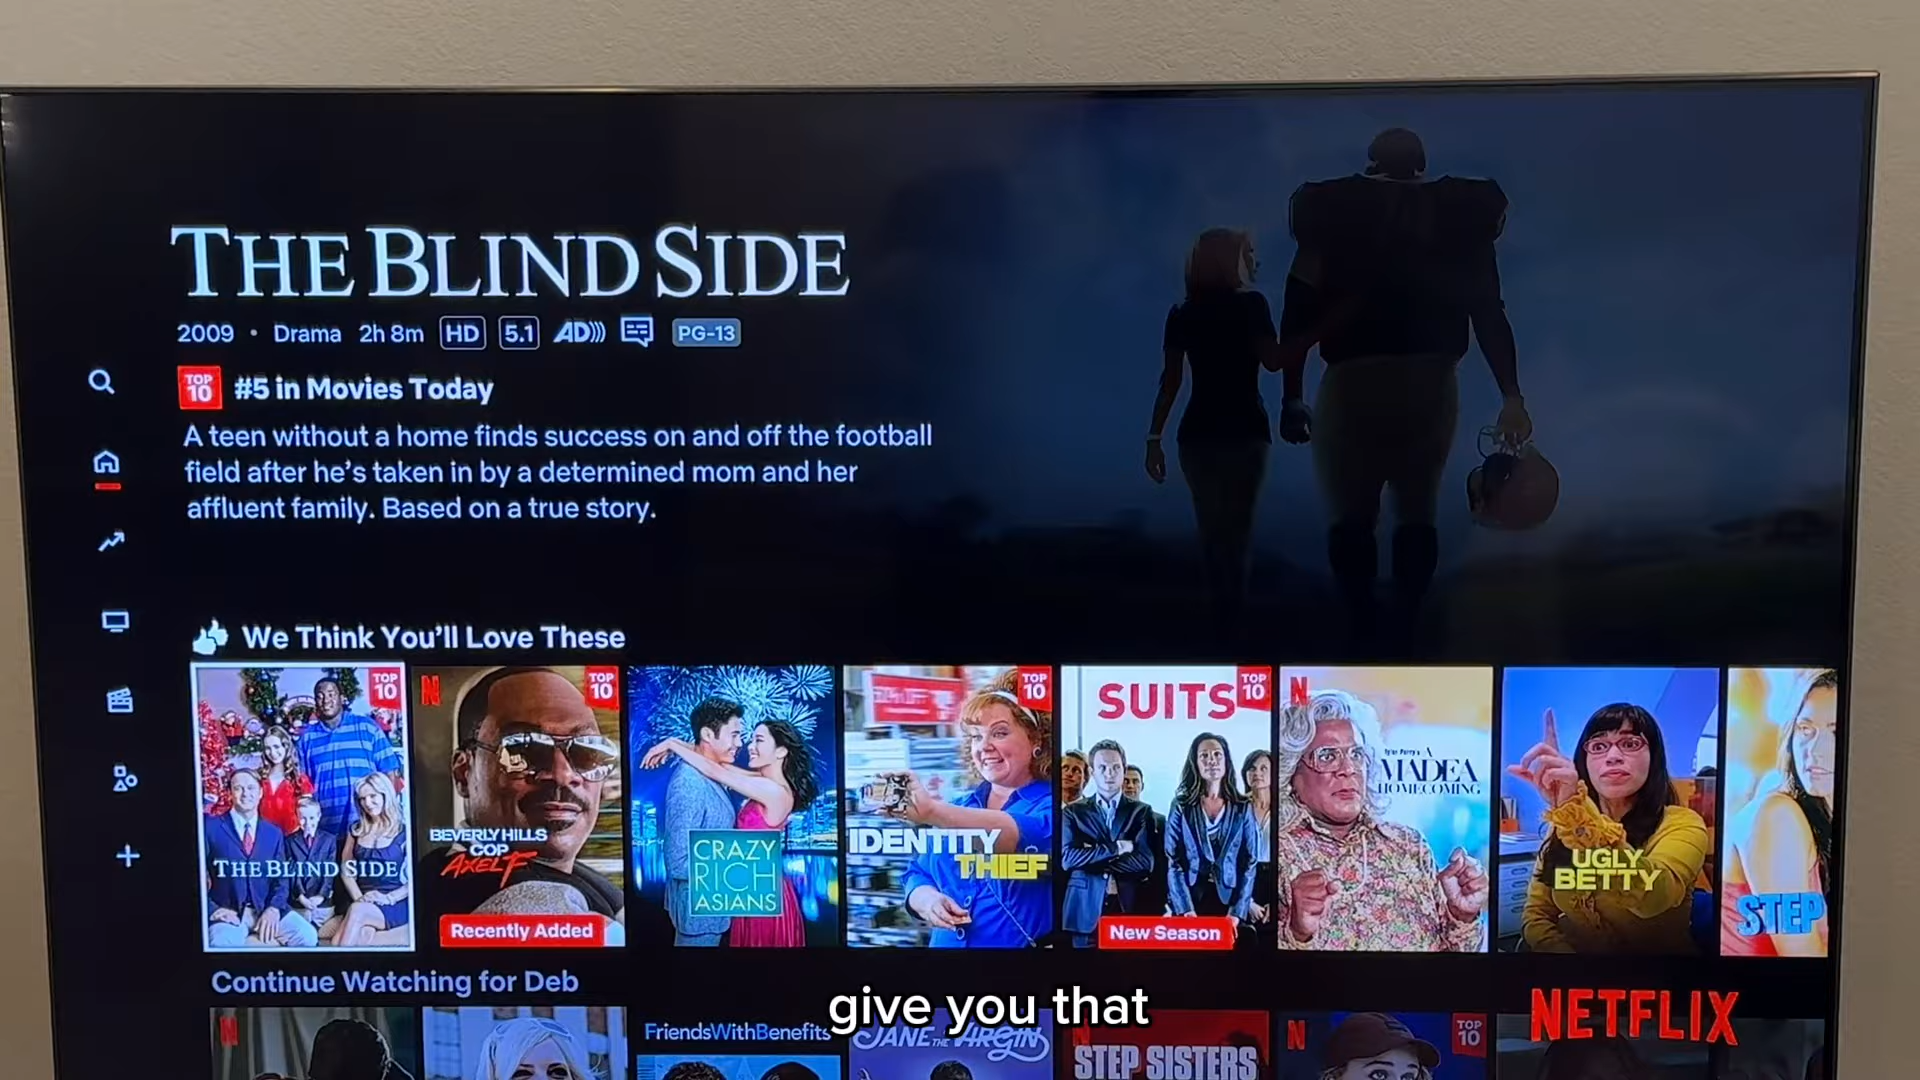 THE BLIND SIDE
2009 • Drama 2h 8m HD 5.1 AD))) PG-13
TOP 10 #5 in Movies Today
A teen without a home finds success on and off the football
field after he's taken in by a determined mom and her
affluent family. Based on a true story.
We Think You'll Love These
TOP 10
THE BLIND SIDE
N
TOP 10
BEVERLY HILLS
COP
AXEL F
Recently Added
CRAZY
RICH
ASIANS
TOP 10
IDENTITY
THIEF
SUITS
TOP 10
New Season
N
Tyler Perry's A
MADEA
HOMECOMING
UGLY
BETTY
STEP
Continue Watching for Deb
N
FriendsWithBenefits
JANE THE VIRGIN
N
STEP SISTERS
N
TOP 10
NETFLIX
give you that